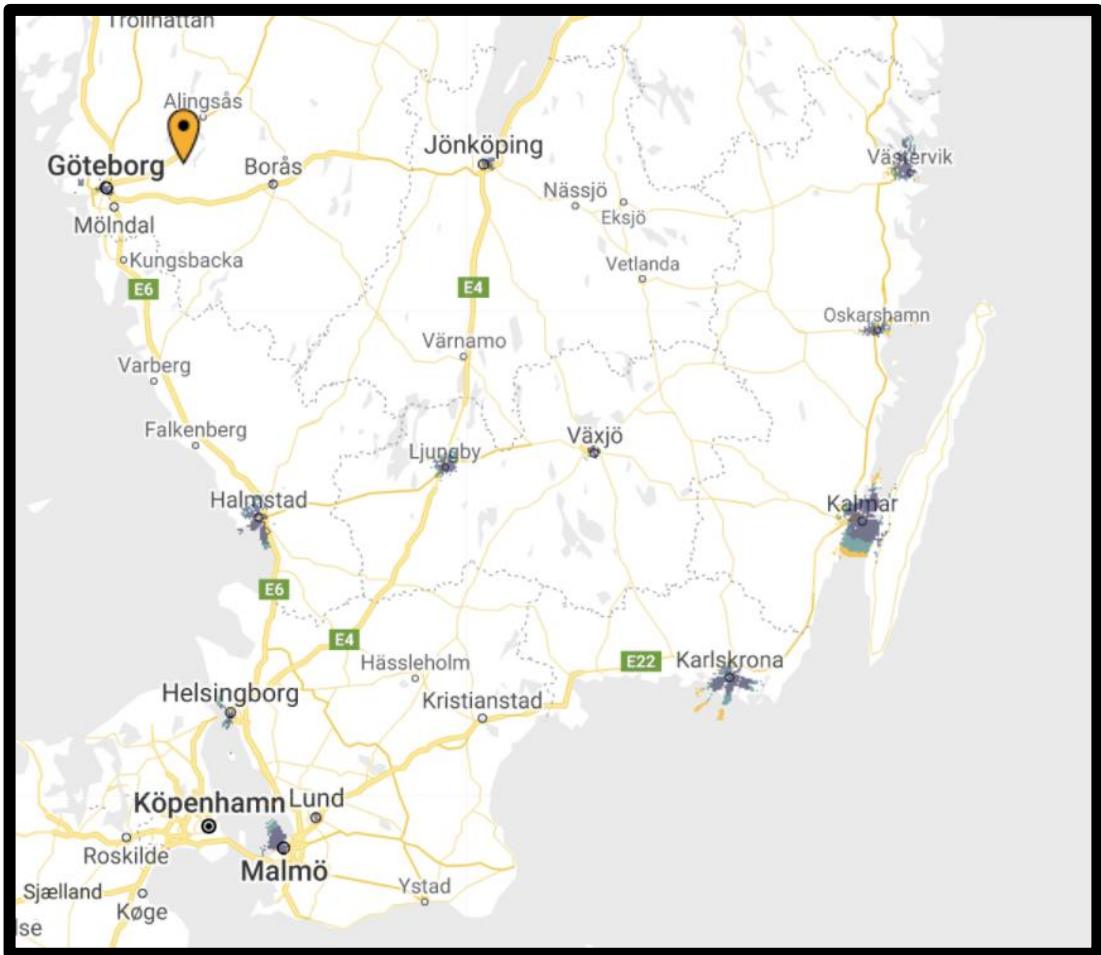 Trollhättan
Alingsås
Göteborg
Borås
Jönköping
Västervik
Mölndal
Nässjö
Eksjö
Kungsbacka
Vetlanda
E6
E4
Oskarshamn
Värnamo
Varberg
Falkenberg
Ljungby
Växjö
Halmstad
Kalmar
E6
E4
Hässleholm
E22
Karlskrona
Helsingborg
Kristianstad
Köpenhamn
Lund
Roskilde
Malmö
Sjælland
Ystad
Køge
lse